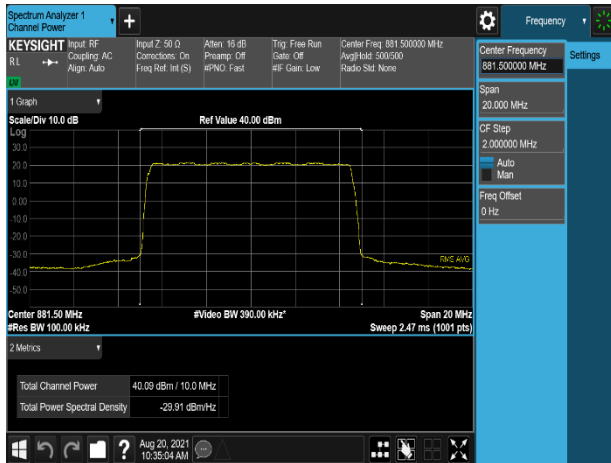 Spectrum Analyzer 1
Channel Power
+
Frequency
KEYSIGHT
RL
Input: RF
Coupling: AC
Align: Auto
Input Z: 50 Ω
Corrections: On
Freq Ref: Int (S)
Atten: 16 dB
Preamp: Off
#PNO: Fast
Trig: Free Run
Gate: Off
#IF Gain: Low
Center Freq: 881.500000 MHz
Avg|Hold: 500/500
Radio Std: None
Center Frequency
881.500000 MHz
Settings
Span
20.000 MHz
CF Step
2.000000 MHz
Auto
Man
Freq Offset
0 Hz
1 Graph
Scale/Div 10.0 dB
Ref Value 40.00 dBm
Log
30.0
20.0
10.0
0.00
-10.0
-20.0
-30.0
-40.0
-50.0
RMS AVG
Center 881.50 MHz
#Video BW 390.00 kHz*
Span 20 MHz
#Res BW 100.00 kHz
Sweep 2.47 ms (1001 pts)
2 Metrics
Total Channel Power
40.09 dBm / 10.0 MHz
Total Power Spectral Density
-29.91 dBm/Hz
?
Aug 20, 2021
10:35:04 AM